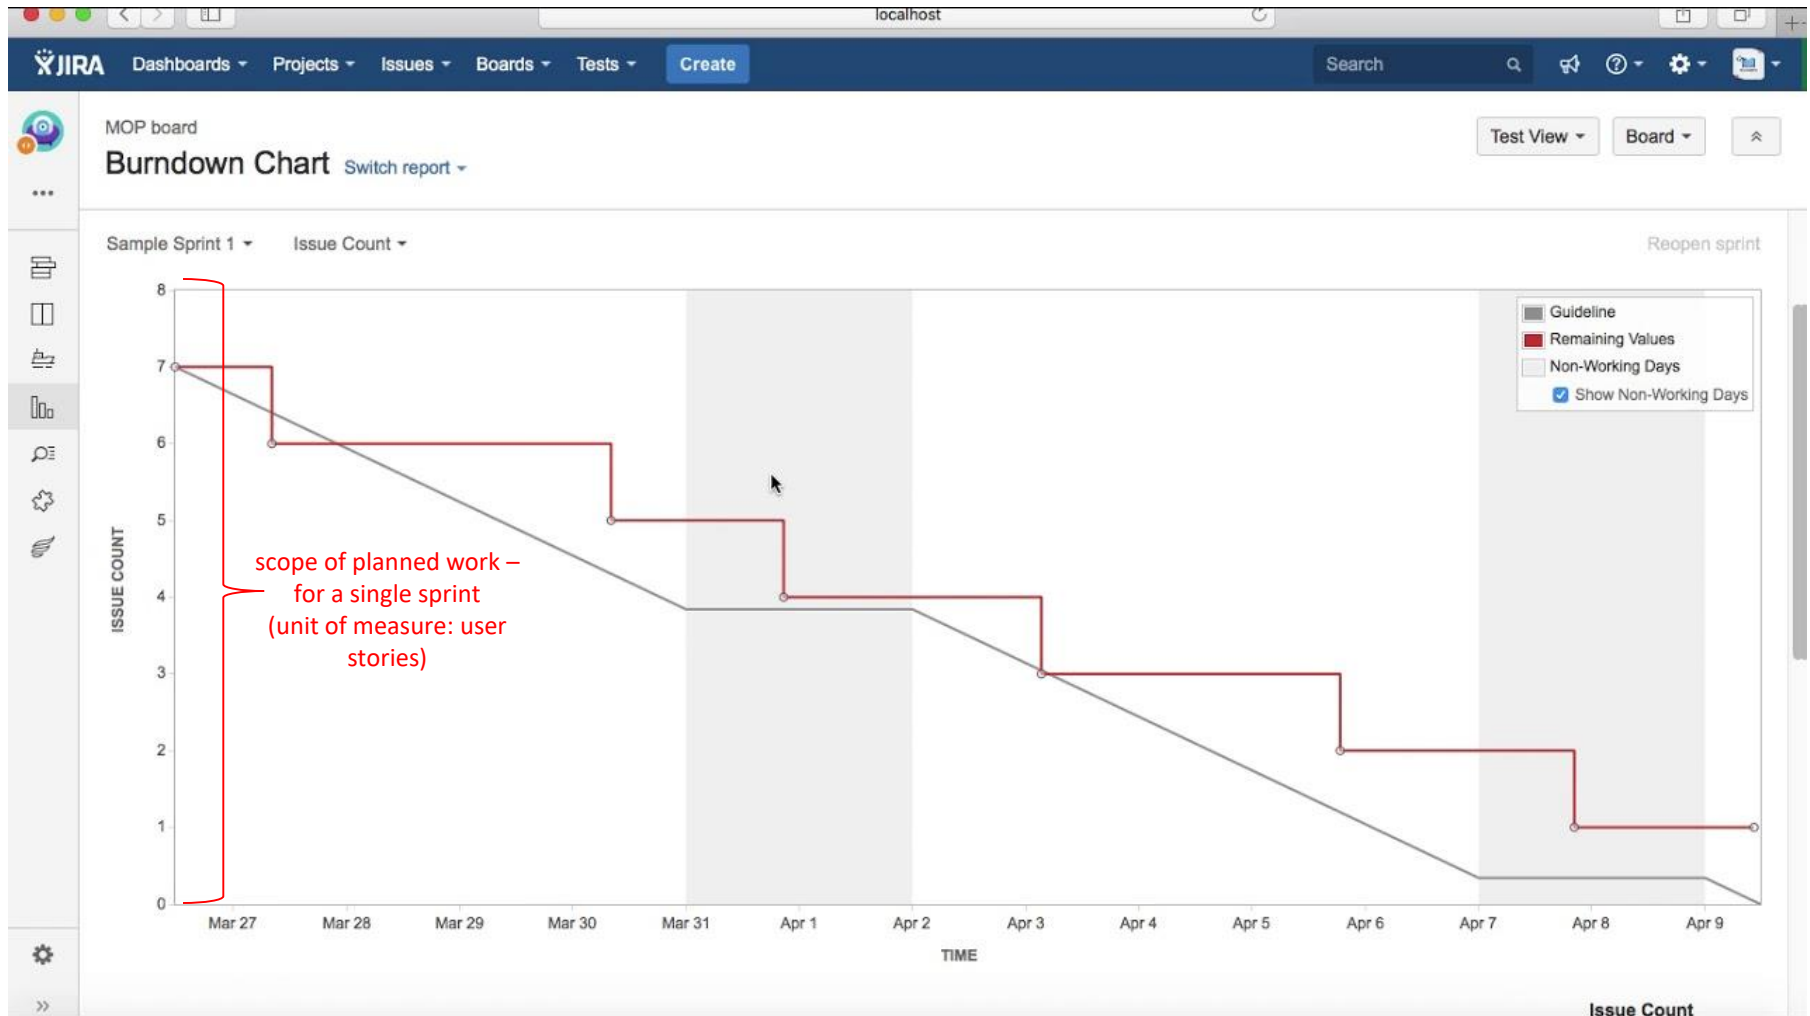 localhost
JIRA Dashboards Projects Issues Boards Tests Create Search
MOP board
Burndown Chart Switch report
Test View Board
Sample Sprint 1 Issue Count
Reopen sprint
8
7
6
5
4
3
2
1
0
ISSUE COUNT
scope of planned work –
for a single sprint
(unit of measure: user
stories)
Guideline
Remaining Values
Non-Working Days
Show Non-Working Days
Mar 27 Mar 28 Mar 29 Mar 30 Mar 31 Apr 1 Apr 2 Apr 3 Apr 4 Apr 5 Apr 6 Apr 7 Apr 8 Apr 9
TIME
Issue Count